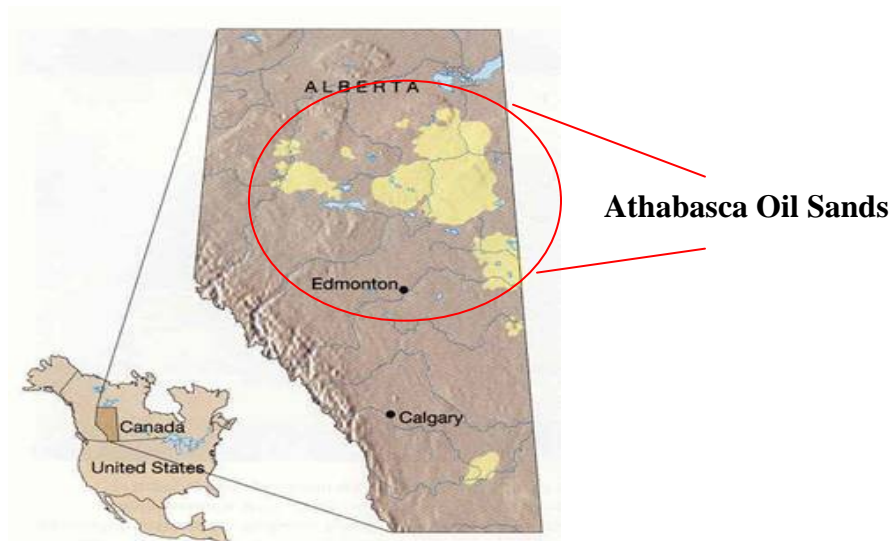 ALBERTA
Athabasca Oil Sands
Edmonton
Calgary
Canada
United States